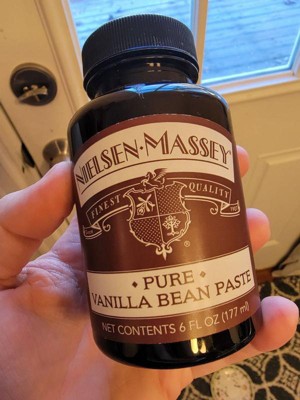 NIELSEN·MASSEY
FINEST QUALITY
®
• PURE •
VANILLA BEAN PASTE
NET CONTENTS 6 FL OZ (177 ml)